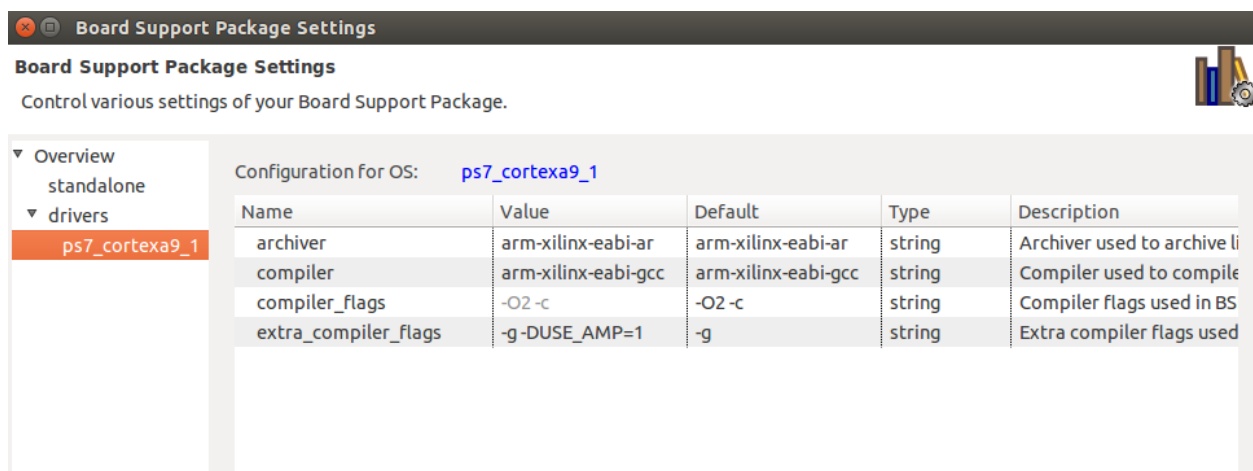 Board Support Package Settings
Board Support Package Settings
Control various settings of your Board Support Package.
Overview
standalone
drivers
ps7_cortexa9_1
Configuration for OS: ps7_cortexa9_1
Name Value Default Type Description
archiver arm-xilinx-eabi-ar arm-xilinx-eabi-ar string Archiver used to archive li
compiler arm-xilinx-eabi-gcc arm-xilinx-eabi-gcc string Compiler used to compile
compiler_flags -O2 -c -O2 -c string Compiler flags used in BS
extra_compiler_flags -g -DUSE_AMP=1 -g string Extra compiler flags used